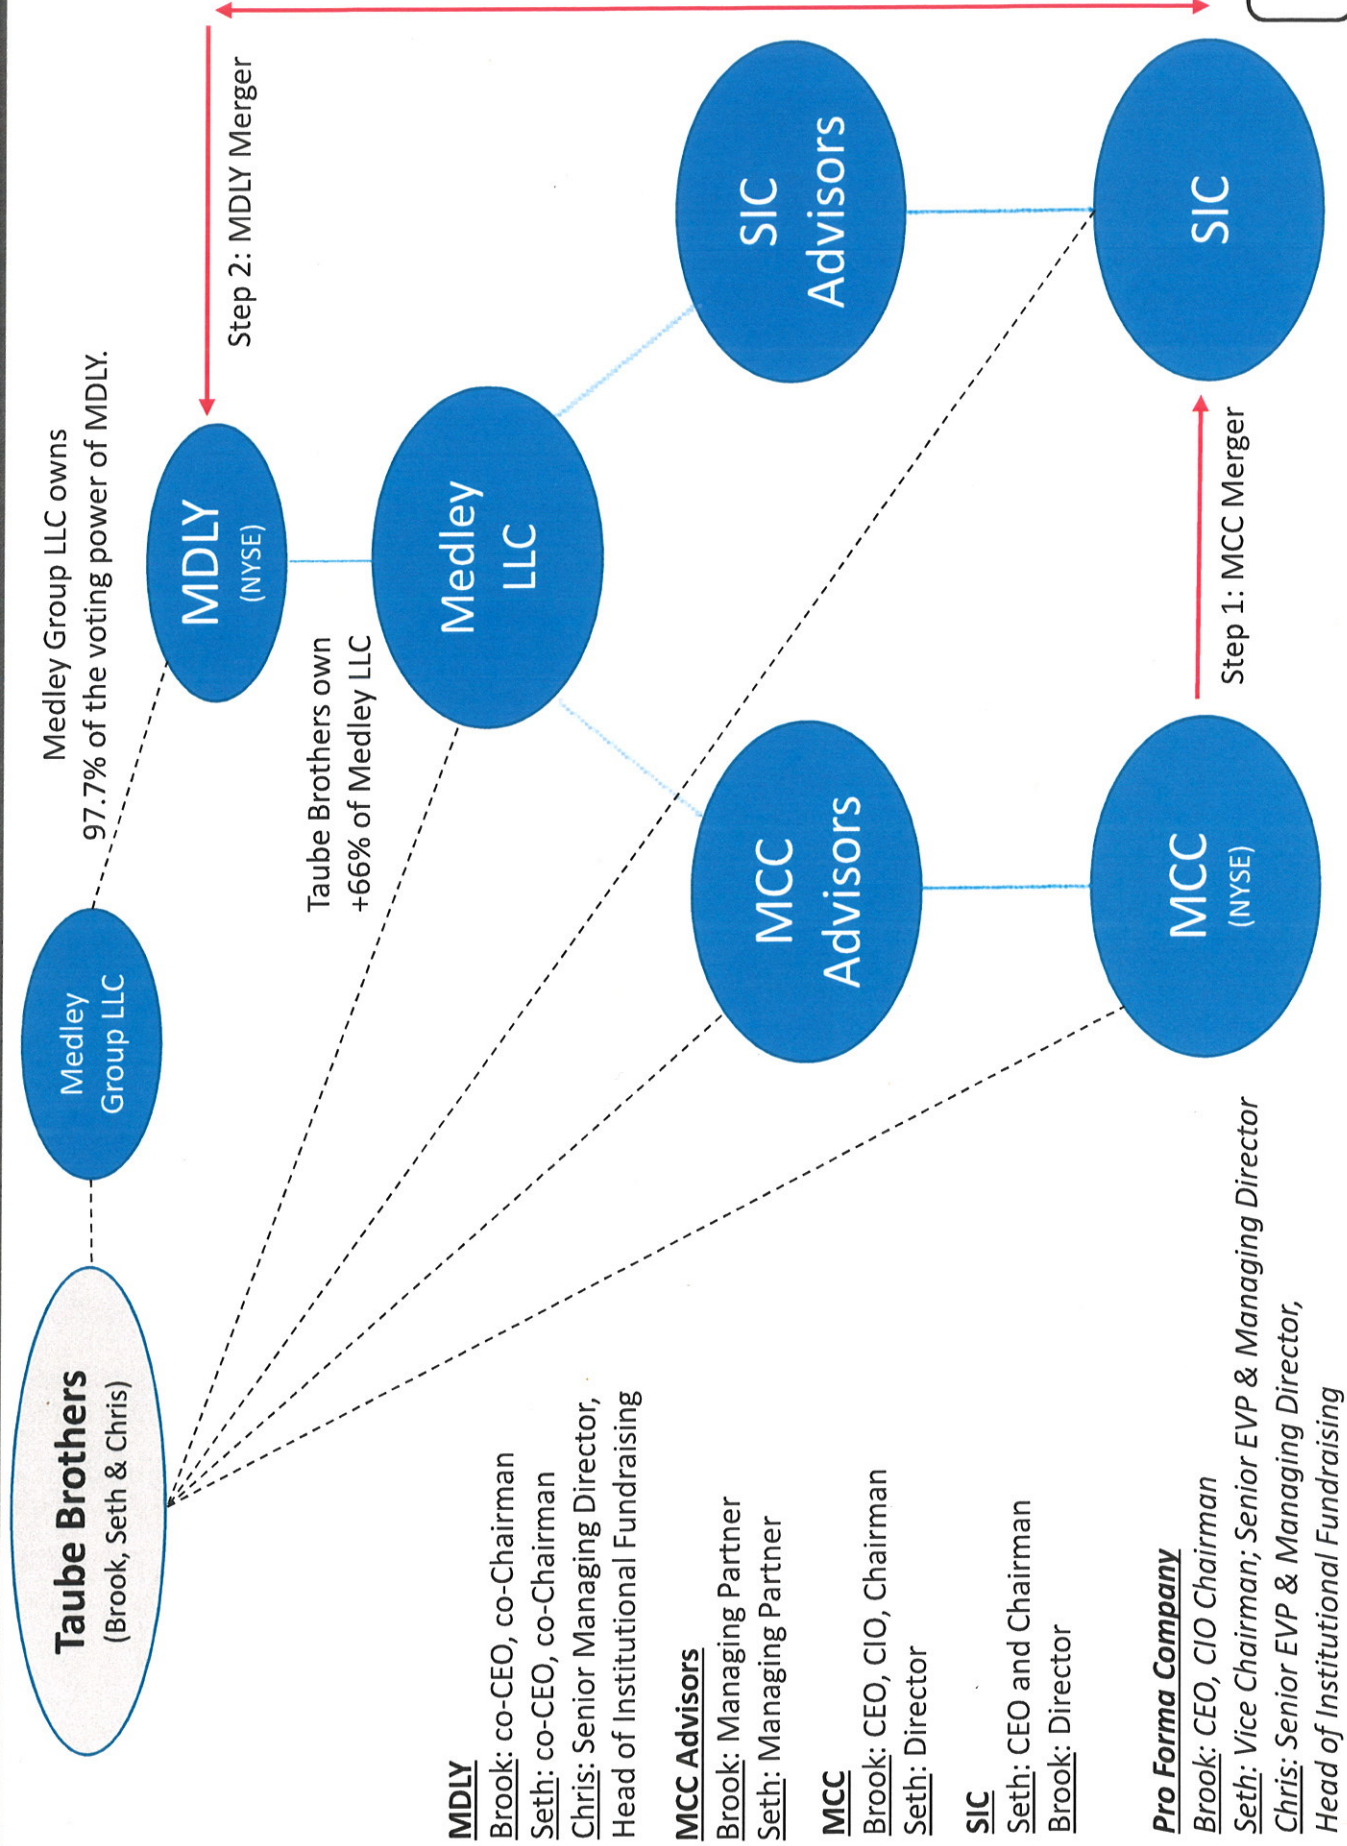 Taube Brothers
(Brook, Seth & Chris)
Medley
Group LLC
Medley Group LLC owns
97.7% of the voting power of MDLY.
MDLY
(NYSE)
Step 2: MDLY Merger
Taube Brothers own
+66% of Medley LLC
Medley
LLC
MCC
Advisors
SIC
Advisors
MCC
(NYSE)
Step 1: MCC Merger
SIC
MDLY
Brook: co-CEO, co-Chairman
Seth: co-CEO, co-Chairman
Chris: Senior Managing Director,
Head of Institutional Fundraising
MCC Advisors
Brook: Managing Partner
Seth: Managing Partner
MCC
Brook: CEO, CIO, Chairman
Seth: Director
SIC
Seth: CEO and Chairman
Brook: Director
Pro Forma Company
Brook: CEO, CIO Chairman
Seth: Vice Chairman; Senior EVP & Managing Director
Chris: Senior EVP & Managing Director,
Head of Institutional Fundraising